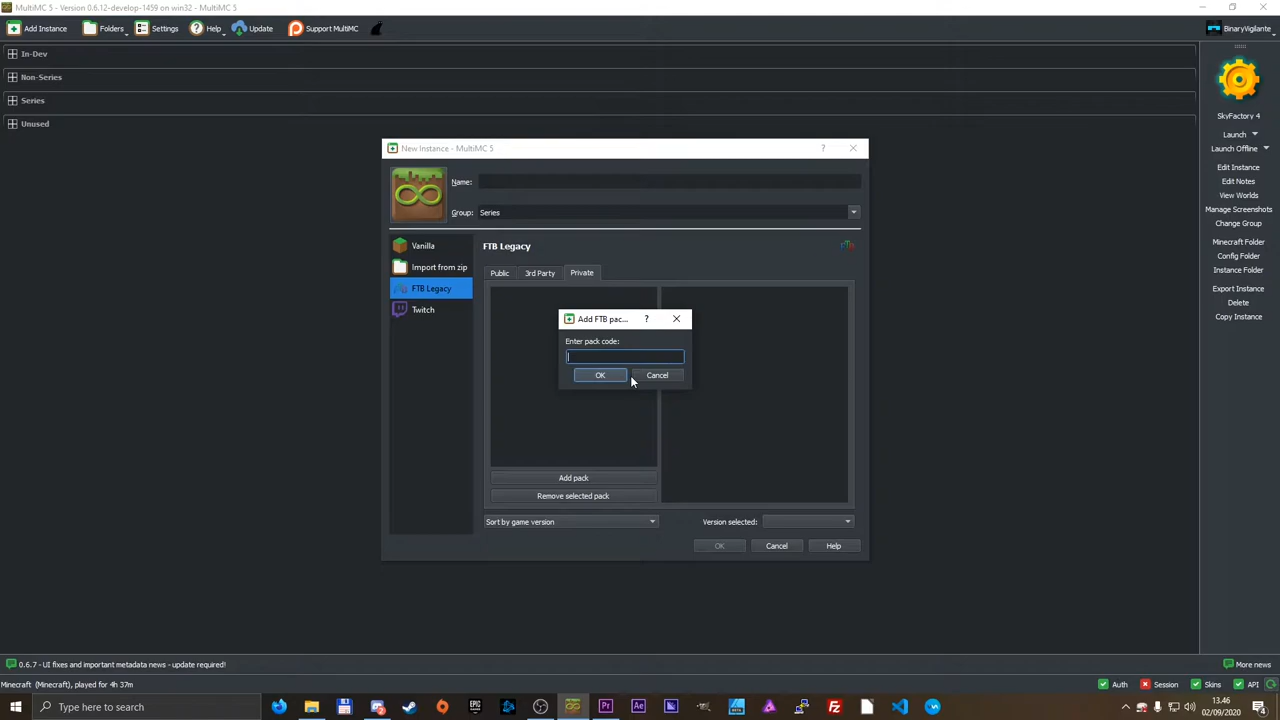 MultiMC 5 - Version 0.6.12-develop-1459 on win32
Add Instance Folders Settings Help Update Support MultiMC BinaryVigilante
In-Dev
Non-Series
Series
Unused
SkyFactory 4
Launch
Launch Offline
Edit Instance
Edit Notes
View Worlds
Manage Screenshots
Change Group
Minecraft Folder
Config Folder
Instance Folder
Export Instance
Delete
Copy Instance
New Instance - MultiMC 5 ?
Name:
Group: Series
Vanilla
Import from zip
FTB Legacy
Twitch
FTB Legacy
Public 3rd Party Private
Add FTB pac... ?
Enter pack code:
OK Cancel
Add pack
Remove selected pack
Sort by game version Version selected:
OK Cancel Help
0.6.7 - UI fixes and important metadata news - update required! More news
Minecraft (Minecraft), played for 4h 37m Auth Session Skins API
Type here to search
13.46
02/09/2020